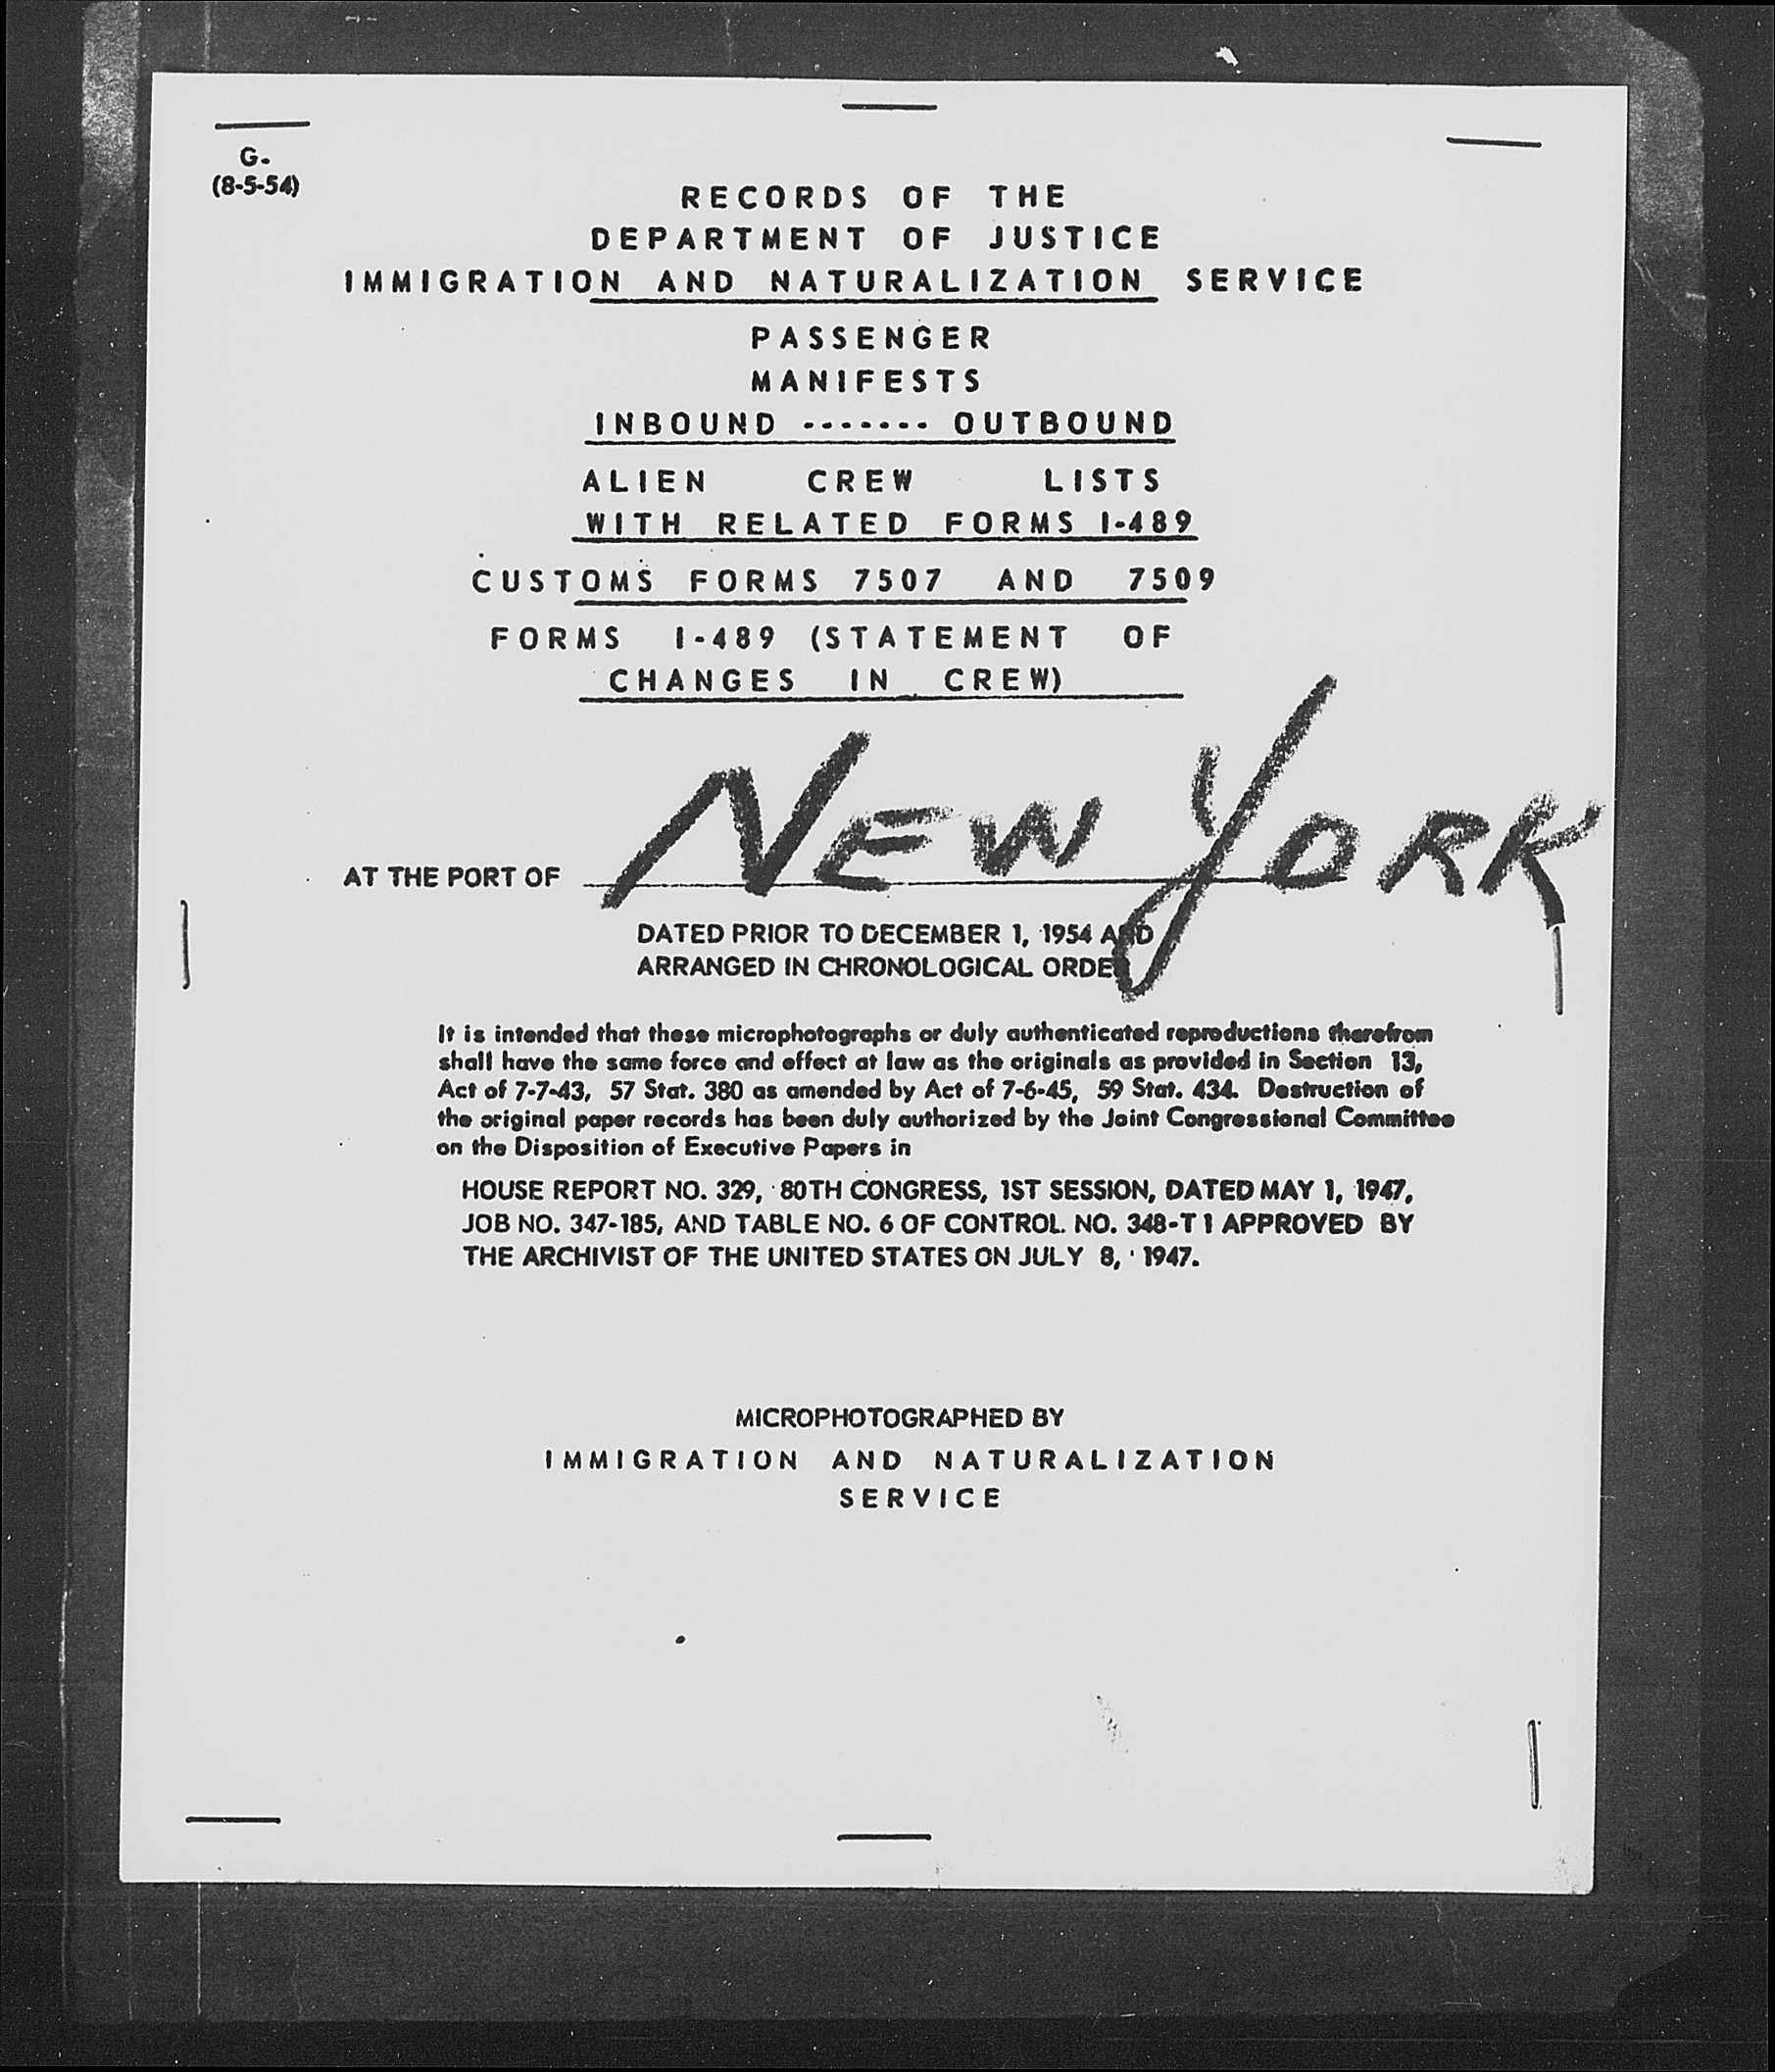 G-
(8-5-54)
RECORDS OF THE
DEPARTMENT OF JUSTICE
IMMIGRATION AND NATURALIZATION SERVICE
PASSENGER
MANIFESTS
INBOUND ------- OUTBOUND
ALIEN CREW LISTS
WITH RELATED FORMS I-489
CUSTOMS FORMS 7507 AND 7509
FORMS I-489 (STATEMENT OF
CHANGES IN CREW)
AT THE PORT OF NEW YORK
DATED PRIOR TO DECEMBER 1, 1954 AND
ARRANGED IN CHRONOLOGICAL ORDER
It is intended that these microphotographs or duly authenticated reproductions therefrom
shall have the same force and effect at law as the originals as provided in Section 13,
Act of 7-7-43, 57 Stat. 380 as amended by Act of 7-6-45, 59 Stat. 434. Destruction of
the original paper records has been duly authorized by the Joint Congressional Committee
on the Disposition of Executive Papers in
HOUSE REPORT NO. 329, 80TH CONGRESS, 1ST SESSION, DATED MAY 1, 1947,
JOB NO. 347-185, AND TABLE NO. 6 OF CONTROL NO. 348-T1 APPROVED BY
THE ARCHIVIST OF THE UNITED STATES ON JULY 8, 1947.
MICROPHOTOGRAPHED BY
IMMIGRATION AND NATURALIZATION
SERVICE